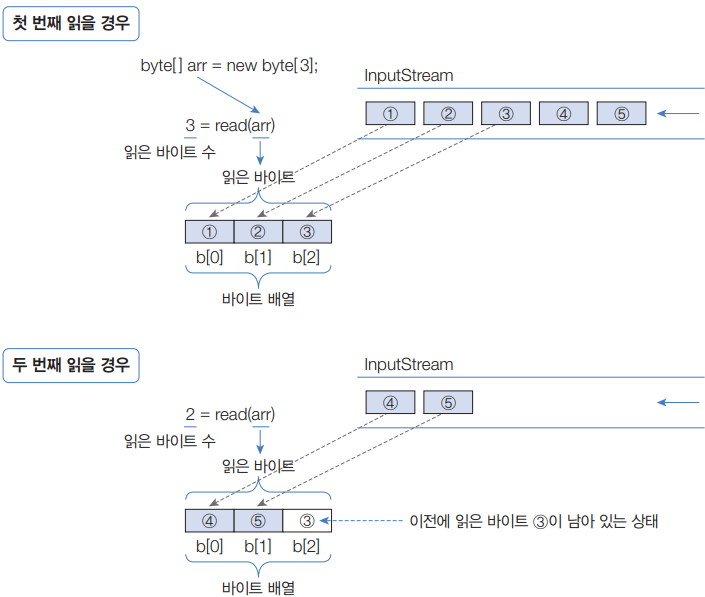 첫 번째 읽을 경우
byte[] arr = new byte[3];
InputStream
① ② ③ ④ ⑤
3 = read(arr)
읽은 바이트 수
읽은 바이트
① ② ③
b[0] b[1] b[2]
바이트 배열
두 번째 읽을 경우
InputStream
④ ⑤
2 = read(arr)
읽은 바이트 수
읽은 바이트
④ ⑤ ③ 이전에 읽은 바이트 ③이 남아 있는 상태
b[0] b[1] b[2]
바이트 배열